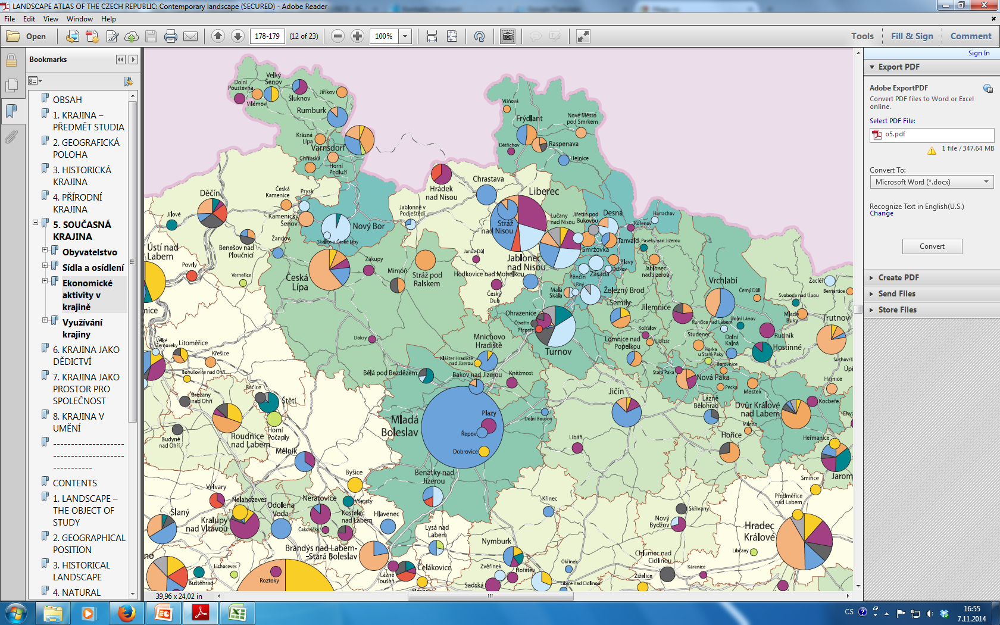 LANDSCAPE ATLAS OF THE CZECH REPUBLIC: Contemporary landscape (SECURED) - Adobe Reader
File Edit View Window Help
Open
178-179
(12 of 23)
100%
Tools
Fill & Sign
Comment
Bookmarks
OBSAH
1. KRAJINA –
PŘEDMĚT STUDIA
2. GEOGRAFICKÁ
POLOHA
3. HISTORICKÁ
KRAJINA
4. PŘÍRODNÍ
KRAJINA
5. SOUČASNÁ
KRAJINA
Obyvatelstvo
Sídla a osídlení
Ekonomické
aktivity v
krajině
Využívání
krajiny
6. KRAJINA JAKO
DĚDICTVÍ
7. KRAJINA JAKO
PROSTOR PRO
SPOLEČNOST
8. KRAJINA V
UMĚNÍ
---------------------
---------------------
-----------
CONTENTS
1. LANDSCAPE –
THE OBJECT OF
STUDY
2. GEOGRAPHICAL
POSITION
3. HISTORICAL
LANDSCAPE
4. NATURAL
Dolní
Poustevna
Velký
Šenov
Vilémov
Šluknov
Jiříkov
Rumburk
Krásná
Lípa
Varnsdorf
Chřibská
Horní
Podluží
Višňová
Frýdlant
Nové Město
pod Smrkem
Raspenava
Dětřichov
Hejnice
Děčín
Jílové
Česká
Kamenice
Prysk
Kamenický
Šenov
Nový Bor
Skalice u České Lípy
Žandov
Benešov nad
Ploučnicí
Ústí nad
Labem
Povrly
Verneřice
Česká
Lípa
Zákupy
Mimoň
Stráž pod
Ralskem
Hrádek
nad Nisou
Chrastava
Jablonné v
Podještědí
Liberec
Stráž
nad Nisou
Lučany
nad Nisou
Jiřetín pod
Bukovou
Desná
Kořenov
Harrachov
Janův Důl
Jablonec
nad Nisou
Smržovka
Tanvald
Paseky nad Jizerou
Plavy
Držkov
Zásada
Pěnčín
Líšný
Jablonec
nad Jizerou
Hodkovice nad Mohelkou
Český
Dub
Malá
Skála
Železný Brod
Semily
Jilemnice
Vrchlabí
Černý Důl
Žacléř
Bernartice
Svoboda nad Úpou
Mladé
Buky
Trutnov
Ohrazenice
Čtveřín
Přepeře
Turnov
Košťálov
Libštát
Lomnice nad
Popelkou
Kunčice nad Labem
Dolní Lánov
Studenec
Dolní
Kalná
Rudník
Hostinné
Horka
u Staré Paky
Borovnice
Stará Paka
Nová Paka
Pecka
Mostek
Hajnice
Kocbeře
Doksy
Mnichovo
Hradiště
Klášter Hradiště
nad Jizerou
Bělá pod Bezdězem
Bakov nad Jizerou
Kněžmost
Litoměřice
Velké
Žernoseky
Křešice
Bohušovice nad Ohří
Brozany
nad Ohří
Račice
Štětí
Horní
Počaply
Roudnice
nad Labem
Budyně
nad Ohří
Mělník
Mladá
Boleslav
Plazy
Řepov
Dobrovice
Dolní Bousov
Jičín
Lázně
Bělohrad
Dvůr Králové
nad Labem
Miletín
Hořice
Heřmanice
Jarom
Libáň
Byšice
Benátky nad
Jizerou
Velvary
Nelahozeves
Odolena
Voda
Neratovice
Všetaty
Kostelec
nad Labem
Hlavenec
Čakovičky
Slaný
Kralupy
nad Vltavou
Brandýs nad Labem-
-Stará Boleslav
Lysá nad
Labem
Křinec
Smiřice
Předměřice
nad Labem
Skřivany
Nový
Bydžov
Hradec
Králové
Nymburk
Zvěřínek
Hořátev
Okřínek
Chlumec nad
Cidlinou
Libčany
Káranice
Žiželice
Sadská
Libice nad Cidlinou
Lichoceves
Buštěhrad
Roztoky
Lázně
Toušeň
Čelákovice
39,96 x 24,02 in
Sign In
Export PDF
Adobe ExportPDF
Convert PDF files to Word or Excel
online.
Select PDF File:
o5.pdf
1 file / 347.64 MB
Convert To:
Microsoft Word (*.docx)
Recognize Text in English(U.S.)
Change
Convert
Create PDF
Send Files
Store Files
CS
16:55
7.11.2014